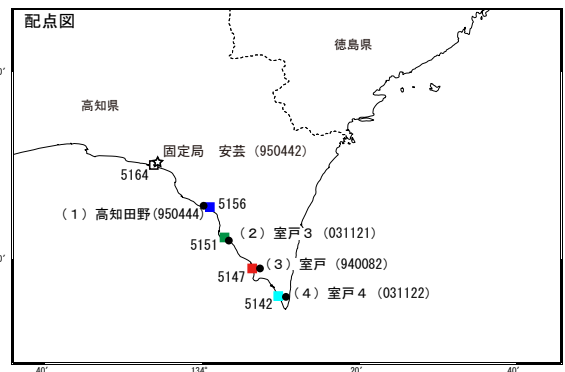 配点図
徳島県
0′
高知県
固定局　安芸（950442）
5164
5156
（１）高知田野(950444)
（２）室戸３（031121）
5151
0′
（３）室戸（940082）
5147
（４）室戸４（031122）
5142
40′
134°
20′
40′